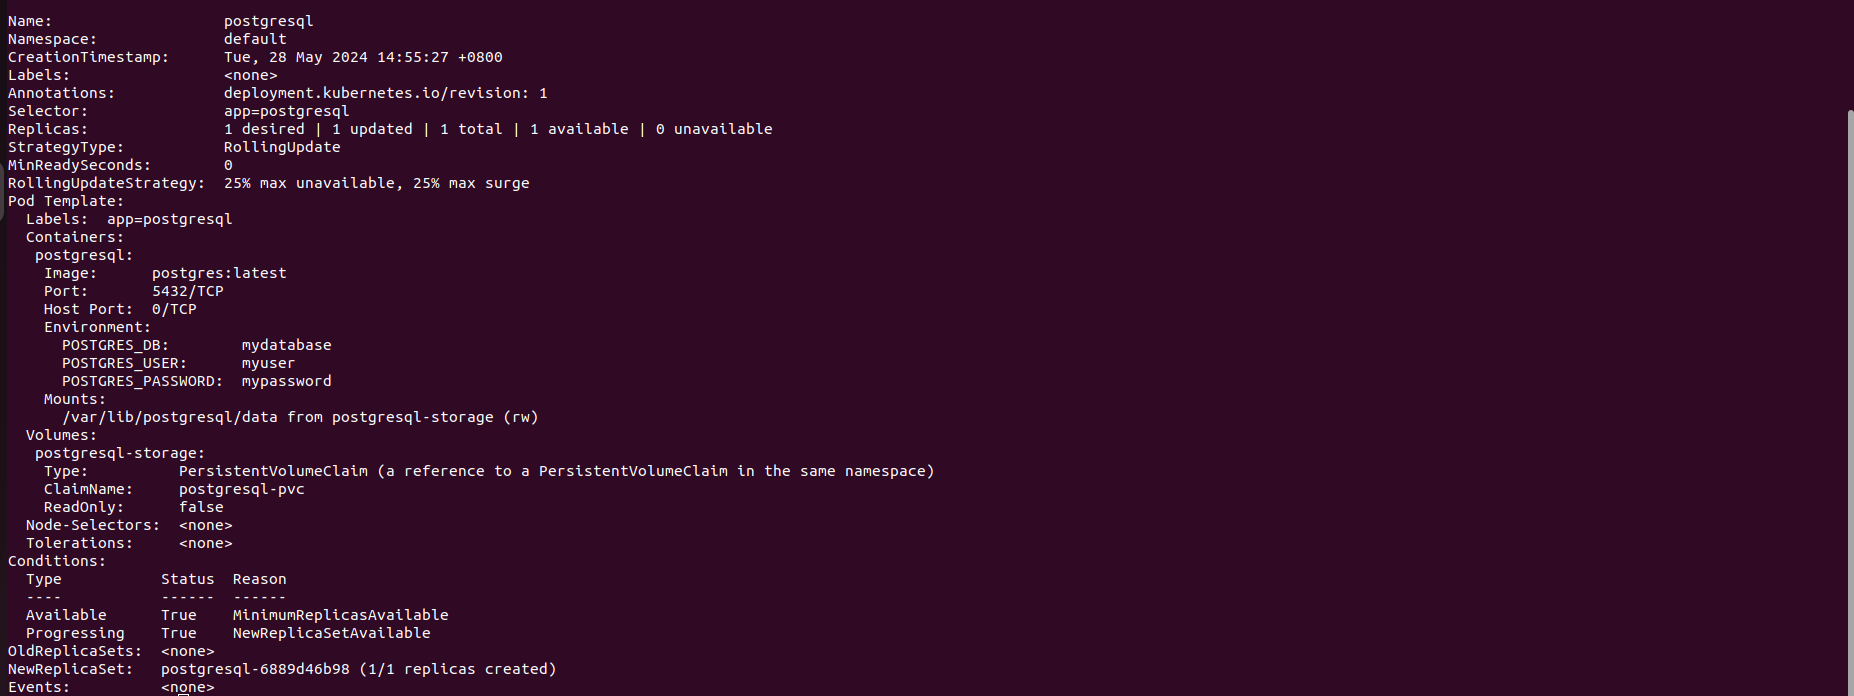 Name:                   postgresql
Namespace:              default
CreationTimestamp:      Tue, 28 May 2024 14:55:27 +0800
Labels:                 <none>
Annotations:            deployment.kubernetes.io/revision: 1
Selector:               app=postgresql
Replicas:               1 desired | 1 updated | 1 total | 1 available | 0 unavailable
StrategyType:           RollingUpdate
MinReadySeconds:        0
RollingUpdateStrategy:  25% max unavailable, 25% max surge
Pod Template:
  Labels:  app=postgresql
  Containers:
   postgresql:
    Image:      postgres:latest
    Port:       5432/TCP
    Host Port:  0/TCP
    Environment:
      POSTGRES_DB:        mydatabase
      POSTGRES_USER:      myuser
      POSTGRES_PASSWORD:  mypassword
    Mounts:
      /var/lib/postgresql/data from postgresql-storage (rw)
  Volumes:
   postgresql-storage:
    Type:          PersistentVolumeClaim (a reference to a PersistentVolumeClaim in the same namespace)
    ClaimName:     postgresql-pvc
    ReadOnly:      false
  Node-Selectors:  <none>
  Tolerations:     <none>
Conditions:
  Type           Status  Reason
  ----           ------  ------
  Available      True    MinimumReplicasAvailable
  Progressing    True    NewReplicaSetAvailable
OldReplicaSets:  <none>
NewReplicaSet:   postgresql-6889d46b98 (1/1 replicas created)
Events:          <none>